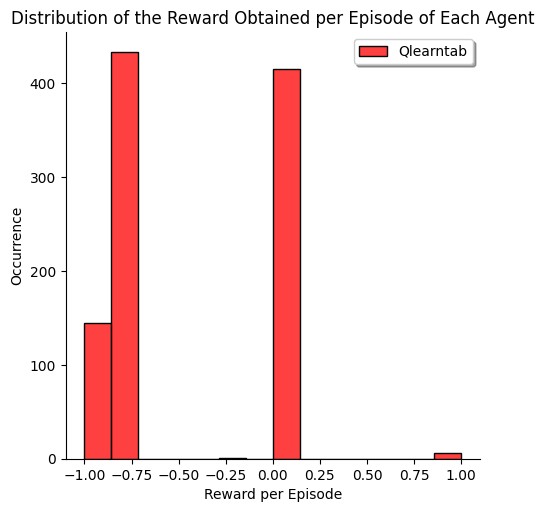 Distribution of the Reward Obtained per Episode of Each Agent
Qlearntab
Occurrence
400
300
200
100
0
−1.00 −0.75 −0.50 −0.25 0.00 0.25 0.50 0.75 1.00
Reward per Episode